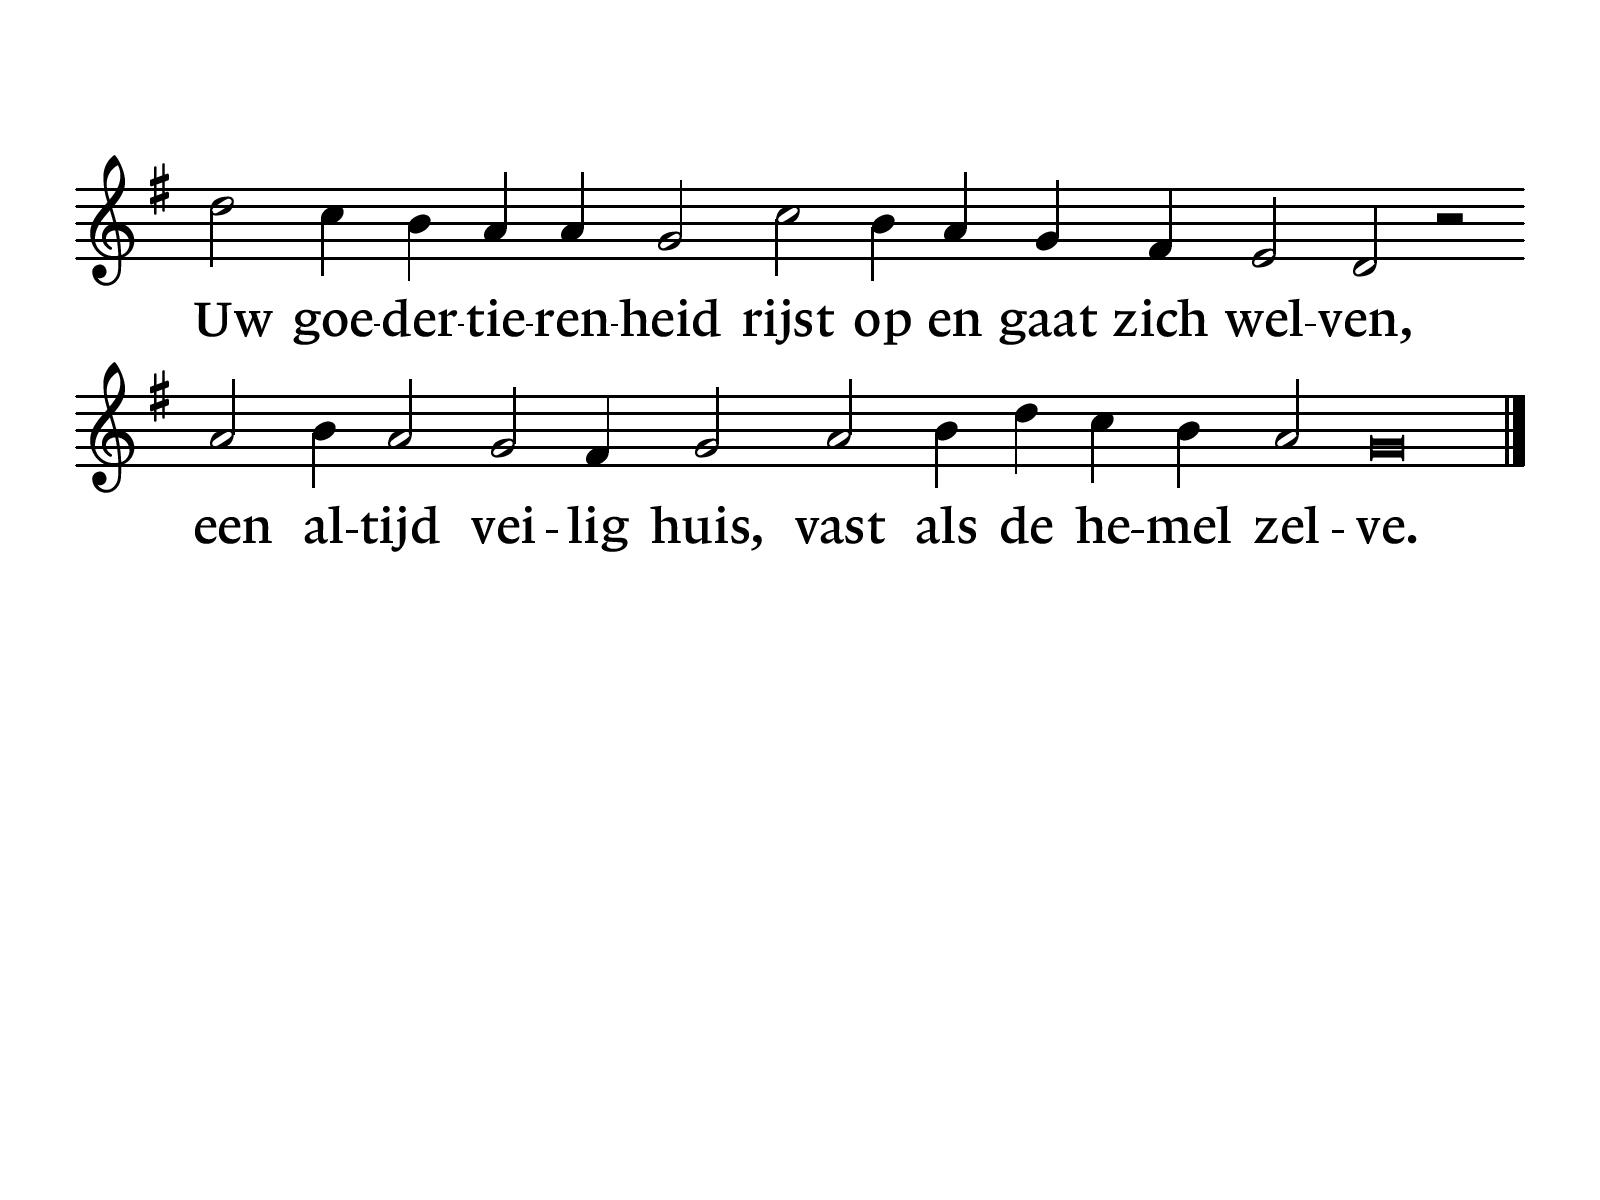 Uw goe-der-tie-ren-heid rijst op en gaat zich wel-ven,
een al-tijd vei-lig huis, vast als de he-mel zel-ve.